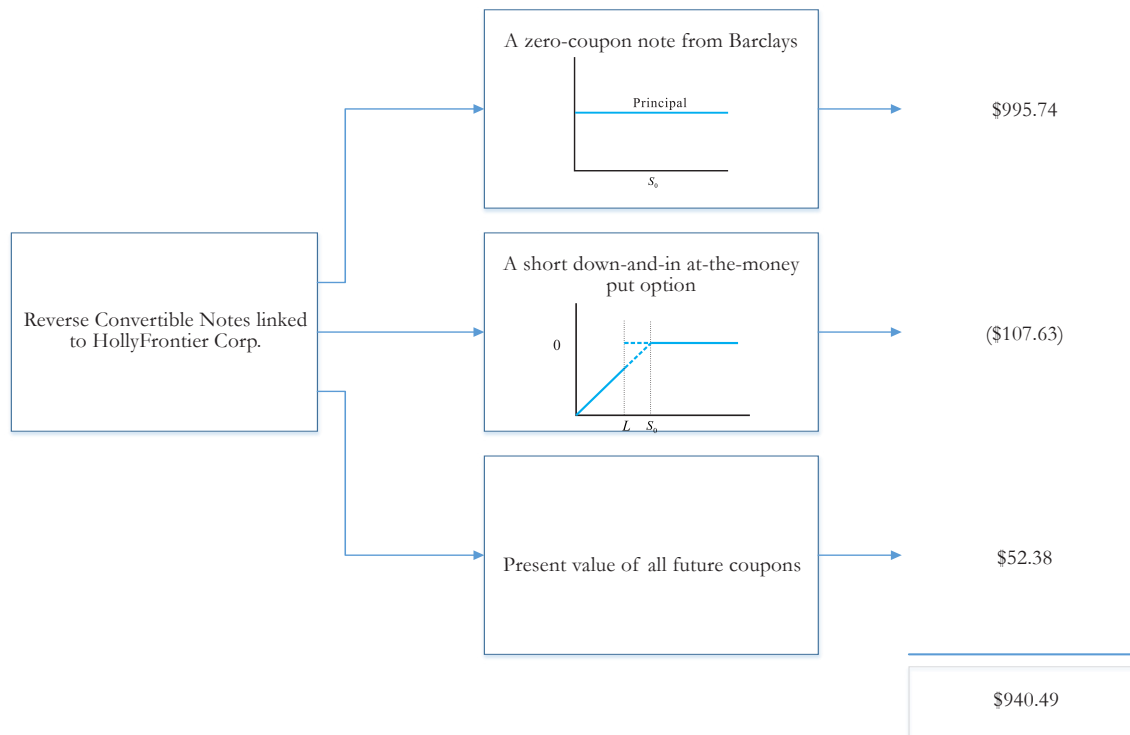 A zero-coupon note from Barclays
Principal
S₀
$995.74
Reverse Convertible Notes linked
to HollyFrontier Corp.
A short down-and-in at-the-money
put option
0
L S₀
($107.63)
Present value of all future coupons
$52.38
$940.49